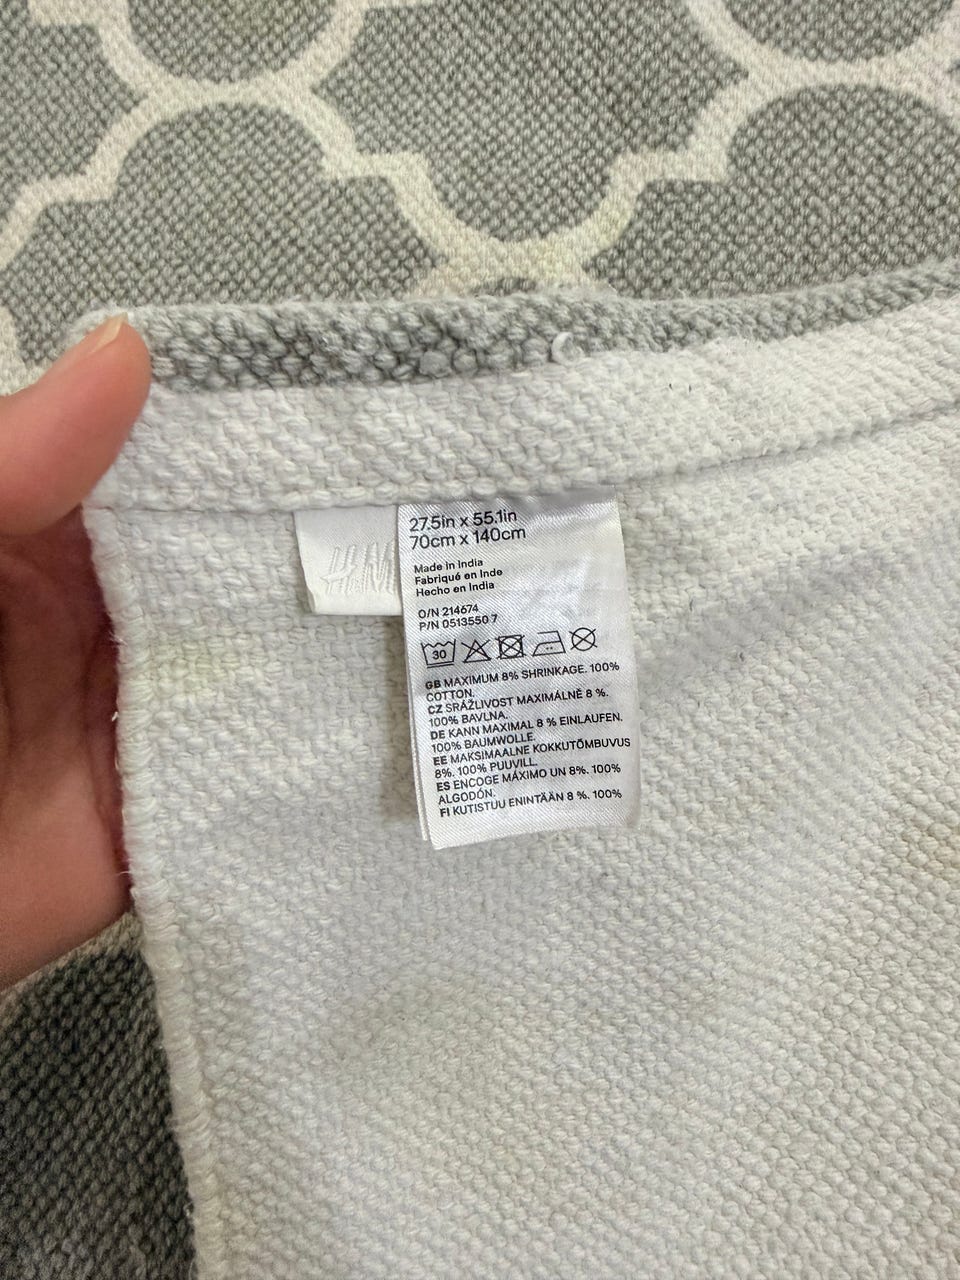 HM
27.5in x 55.1in
70cm x 140cm
Made in India
Fabriqué en Inde
Hecho en India
O/N 214674
P/N 0513550 7
30
GB MAXIMUM 8% SHRINKAGE. 100%
COTTON.
CZ SRÁŽLIVOST MAXIMÁLNĚ 8 %.
100% BAVLNA.
DE KANN MAXIMAL 8 % EINLAUFEN.
100% BAUMWOLLE.
EE MAKSIMAALNE KOKKUTÕMBUVUS
8%. 100% PUUVILL.
ES ENCOGE MÁXIMO UN 8%. 100%
ALGODÓN.
FI KUTISTUU ENINTÄÄN 8 %. 100%